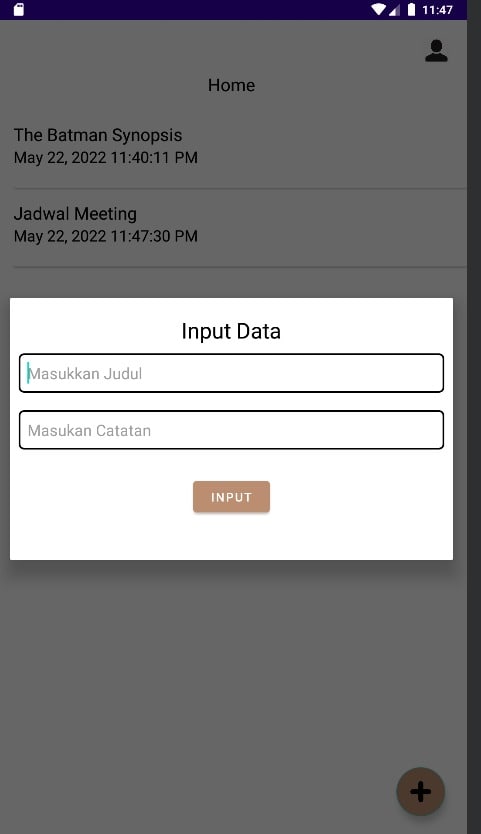 11:47
Home
The Batman Synopsis
May 22, 2022 11:40:11 PM
Jadwal Meeting
May 22, 2022 11:47:30 PM
Input Data
Masukkan Judul
Masukan Catatan
INPUT